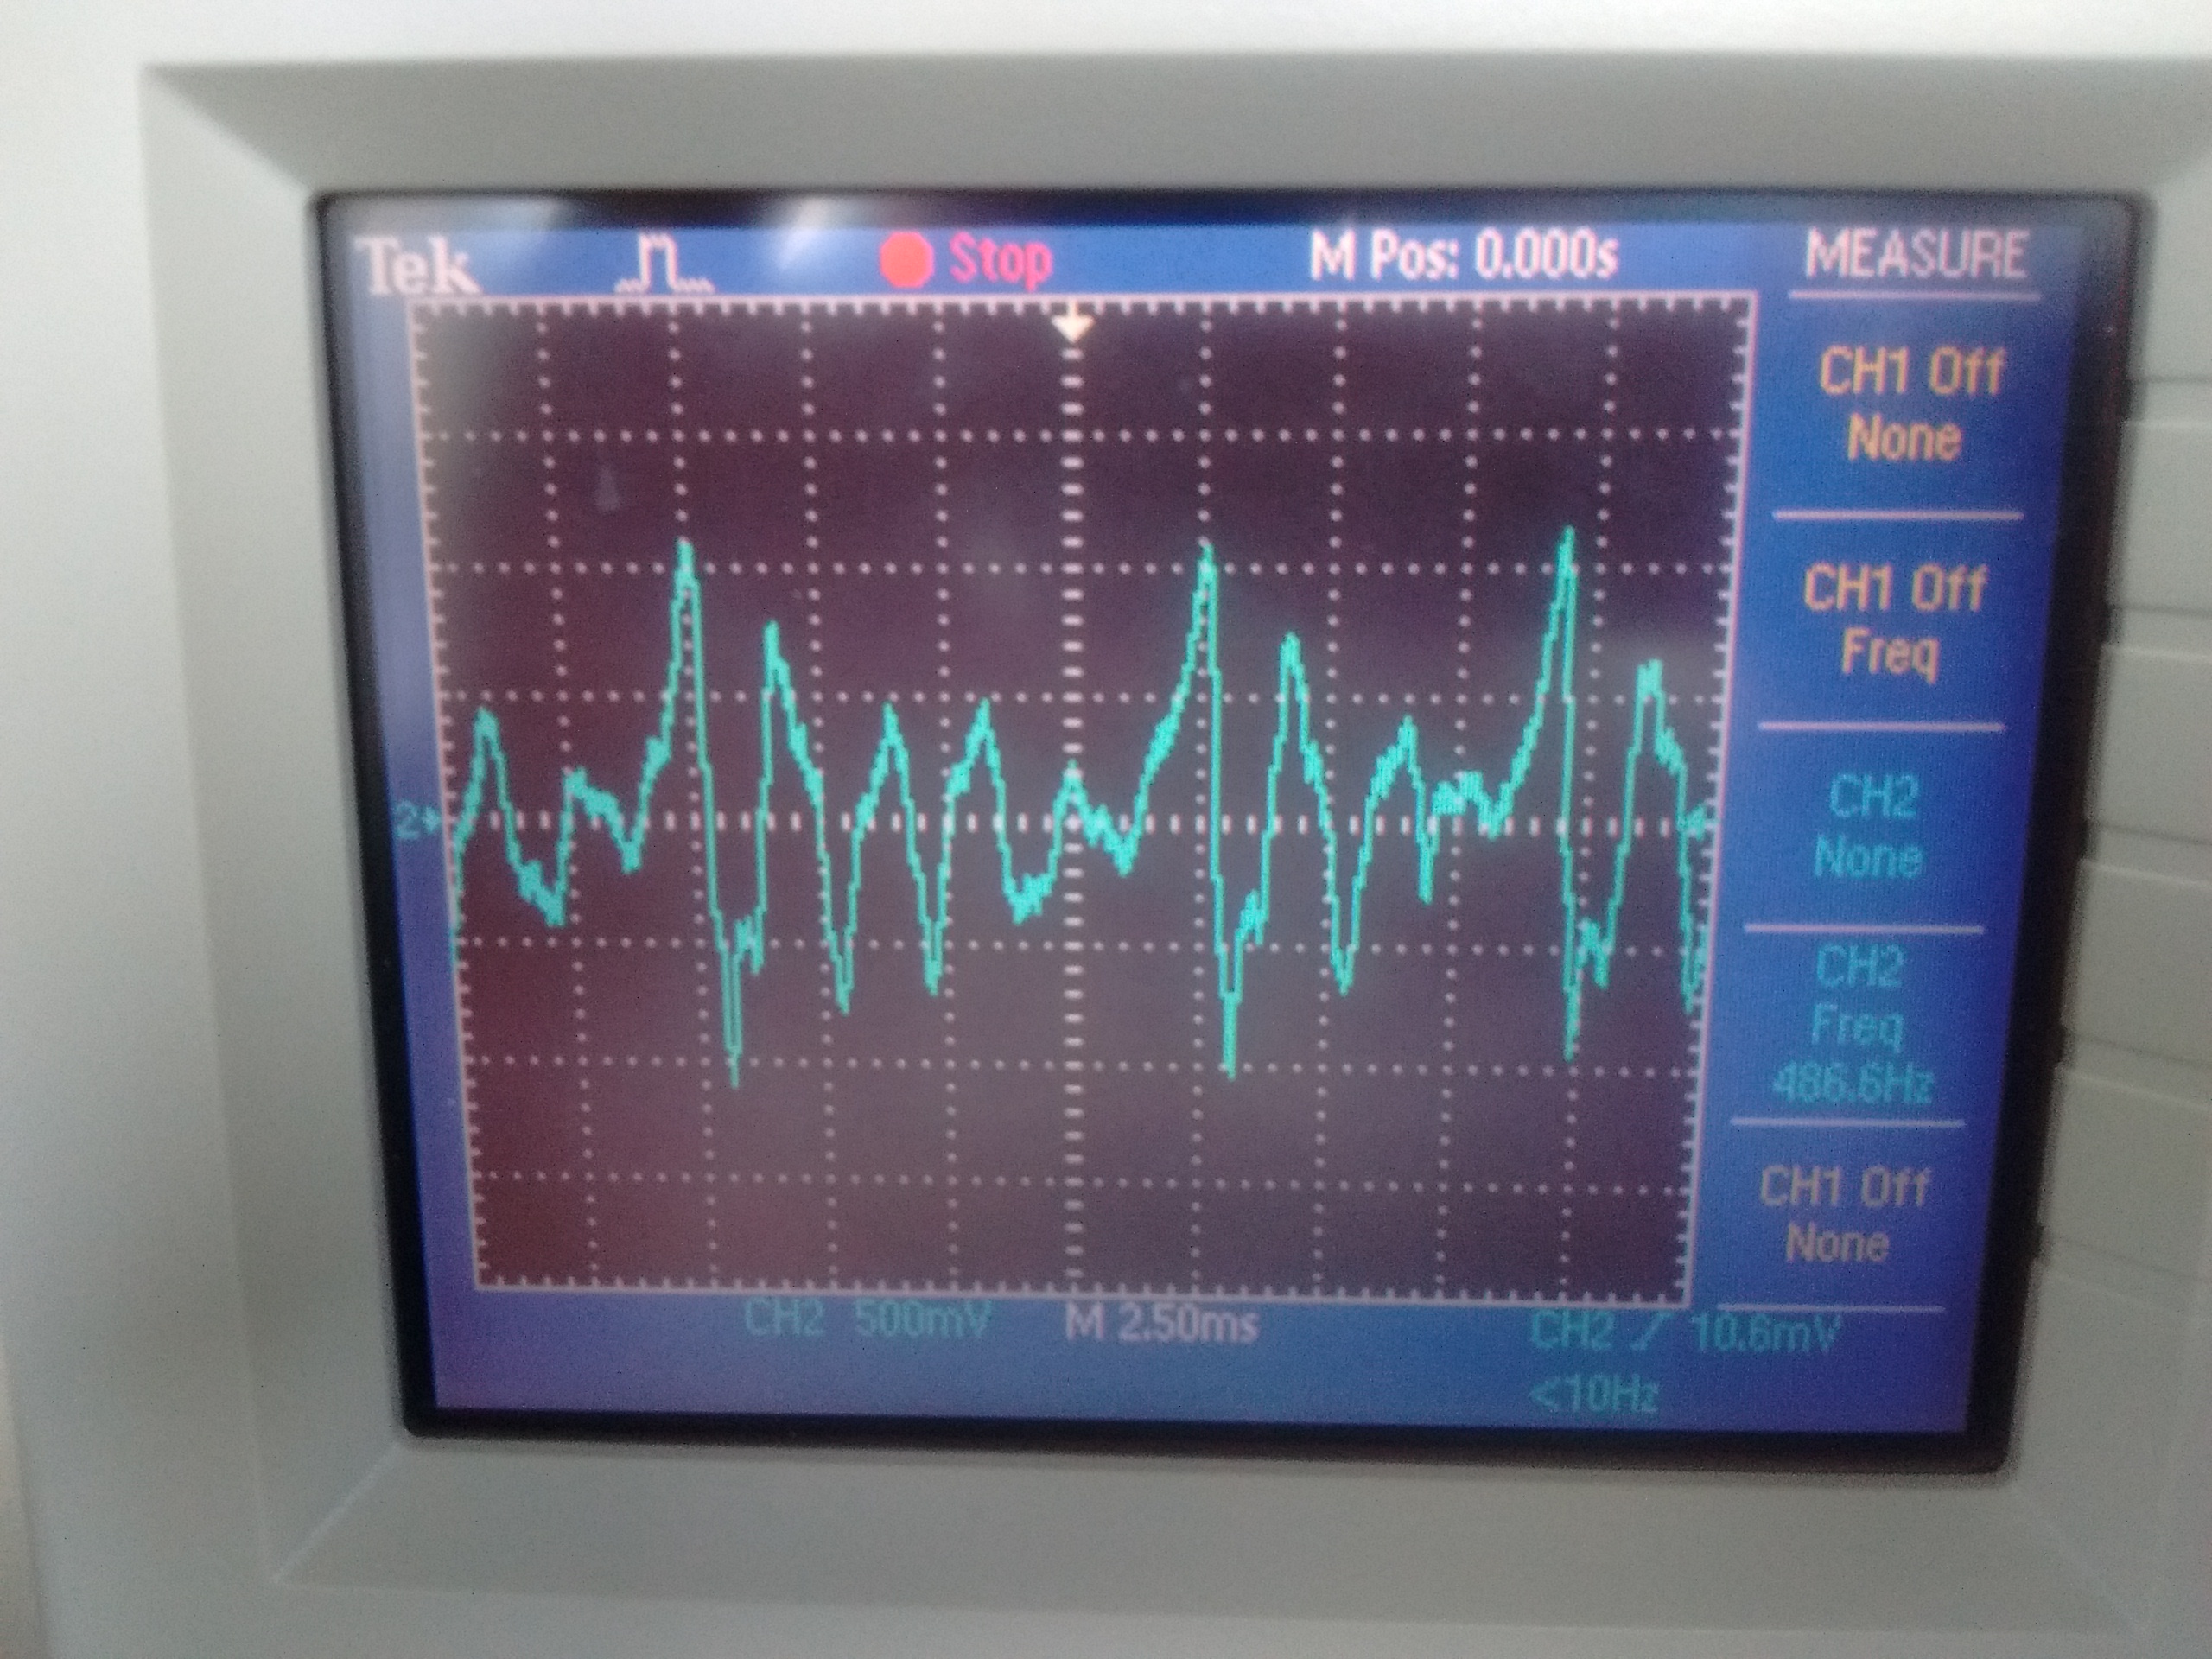 Tek Stop M Pos: 0.000s MEASURE
CH1 Off
None
CH1 Off
Freq
CH2
None
CH2
Freq
486.6Hz
CH1 Off
None
2
CH2 500mV M 2.50ms CH2 10.6mV
<10Hz